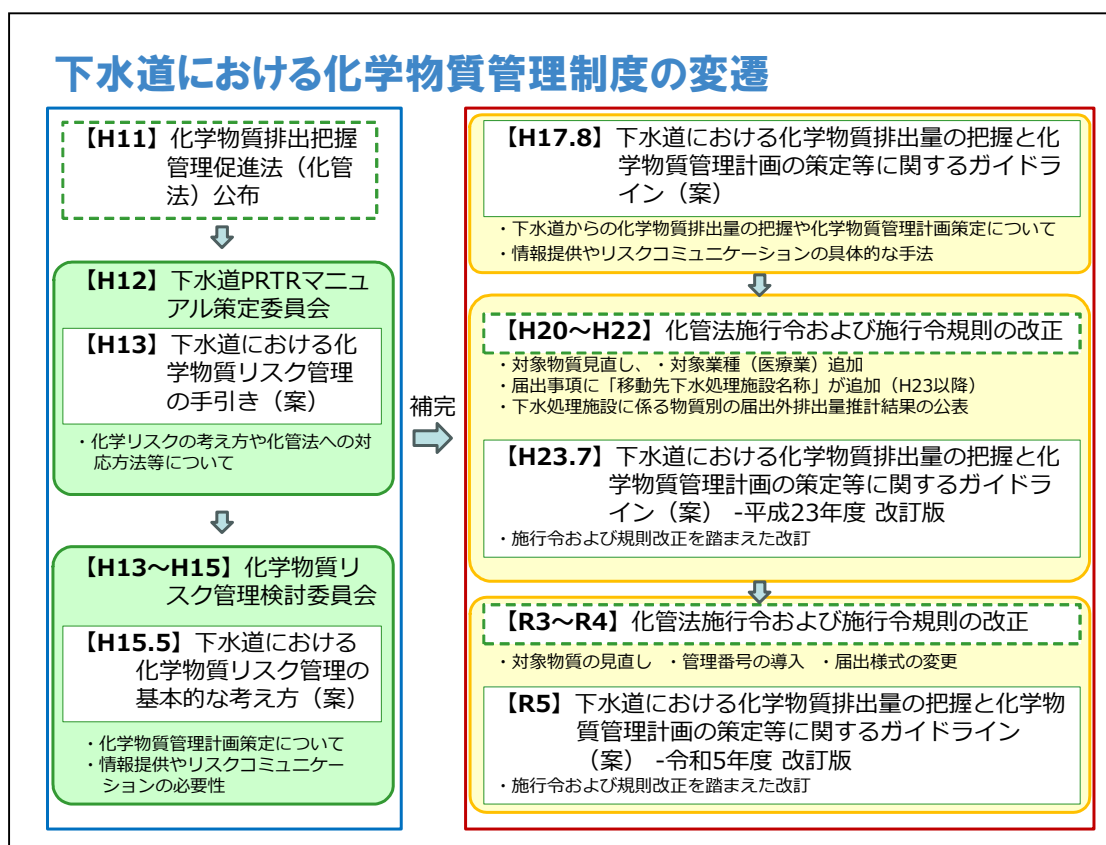 下水道における化学物質管理制度の変遷
【H11】化学物質排出把握
管理促進法（化管
法）公布
【H12】下水道PRTRマニュ
アル策定委員会
【H13】下水道における化
学物質リスク管理
の手引き（案）
・化学リスクの考え方や化管法への対
応方法等について
【H13～H15】化学物質リ
スク管理検討委員会
【H15.5】下水道における
化学物質リスク管理の
基本的な考え方（案）
・化学物質管理計画策定について
・情報提供やリスクコミュニケー
ションの必要性
補完
【H17.8】下水道における化学物質排出量の把握と化
学物質管理計画の策定等に関するガイドラ
イン（案）
・下水道からの化学物質排出量の把握や化学物質管理計画策定について
・情報提供やリスクコミュニケーションの具体的な手法
【H20～H22】化管法施行令および施行令規則の改正
・対象物質見直し、・対象業種（医療業）追加
・届出事項に「移動先下水処理施設名称」が追加（H23以降）
・下水処理施設に係る物質別の届出外排出量推計結果の公表
【H23.7】下水道における化学物質排出量の把握と化
学物質管理計画の策定等に関するガイドラ
イン（案） -平成23年度 改訂版
・施行令および規則改正を踏まえた改訂
【R3～R4】化管法施行令および施行令規則の改正
・対象物質の見直し ・管理番号の導入 ・届出様式の変更
【R5】下水道における化学物質排出量の把握と化学物
質管理計画の策定等に関するガイドライン
（案） -令和5年度 改訂版
・施行令および規則改正を踏まえた改訂